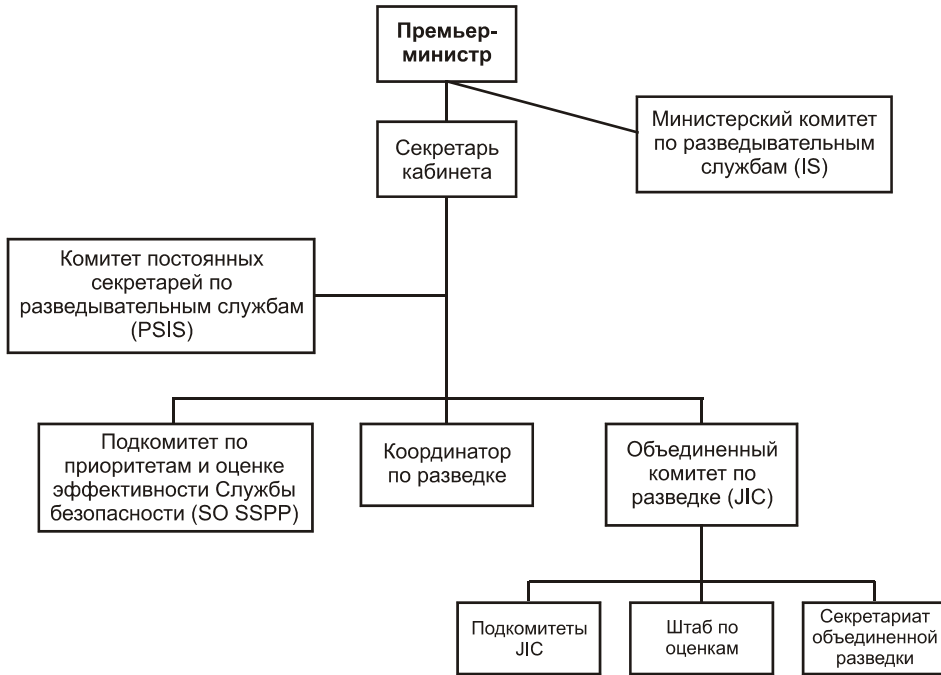 Премьер-
министр
Секретарь
кабинета
Министерский комитет
по разведывательным
службам (IS)
Комитет постоянных
секретарей по
разведывательным службам
(PSIS)
Подкомитет по
приоритетам и оценке
эффективности Службы
безопасности (SO SSPP)
Координатор
по разведке
Объединенный
комитет по
разведке (JIC)
Подкомитеты
JIC
Штаб по
оценкам
Секретариат
объединенной
разведки